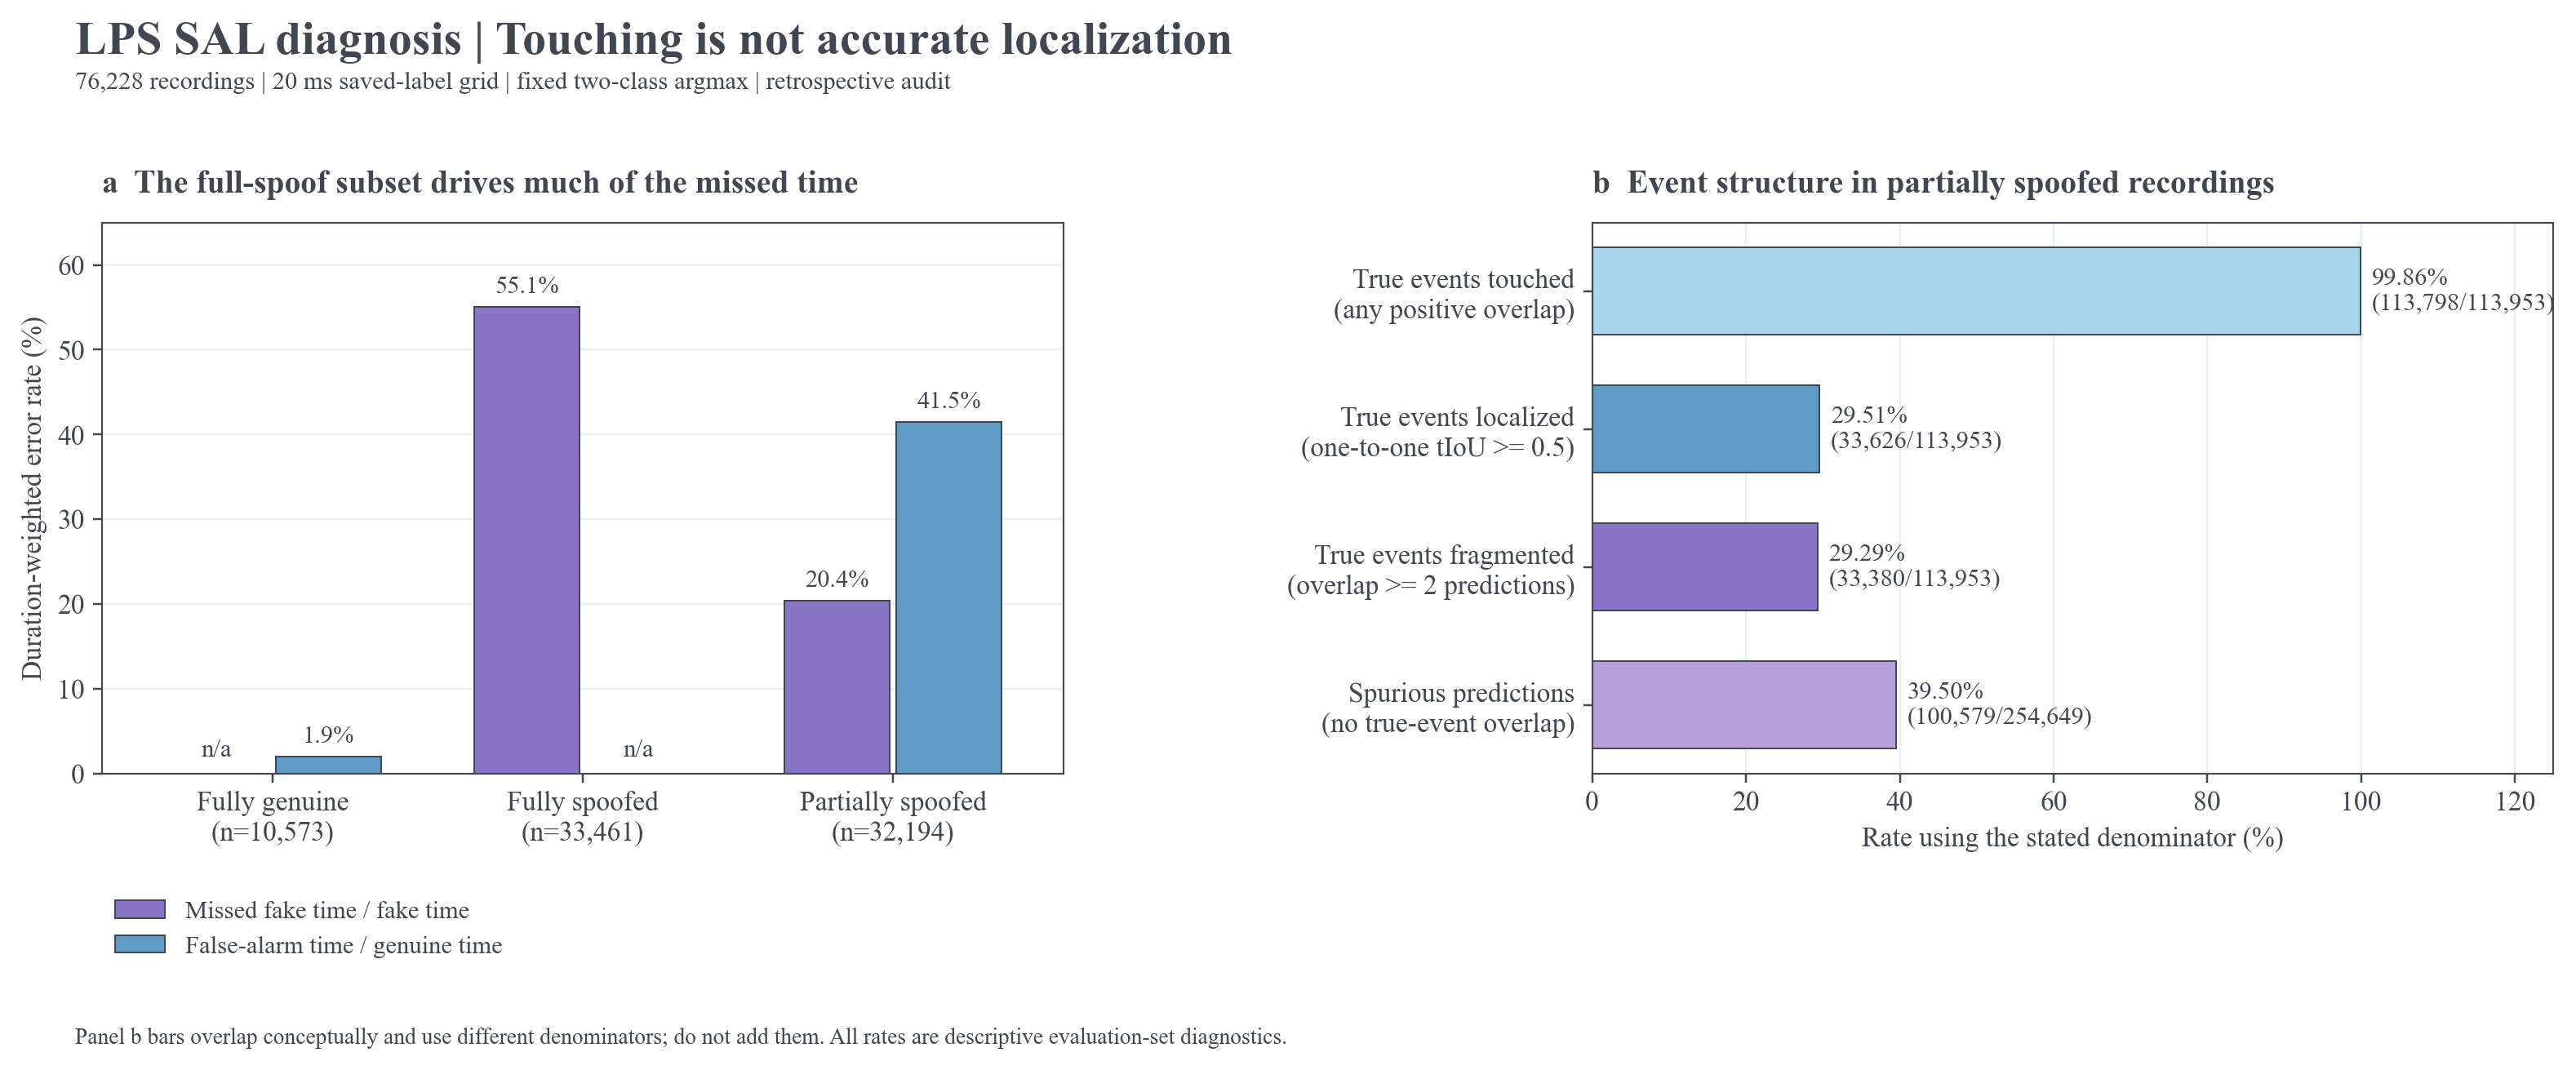 LPS SAL diagnosis | Touching is not accurate localization
76,228 recordings | 20 ms saved-label grid | fixed two-class argmax | retrospective audit
a The full-spoof subset drives much of the missed time
Duration-weighted error rate (%)
60
50
40
30
20
10
0
n/a
1.9%
55.1%
n/a
20.4%
41.5%
Fully genuine
(n=10,573)
Fully spoofed
(n=33,461)
Partially spoofed
(n=32,194)
Missed fake time / fake time
False-alarm time / genuine time
b Event structure in partially spoofed recordings
True events touched
(any positive overlap)
99.86%
(113,798/113,953)
True events localized
(one-to-one tIoU >= 0.5)
29.51%
(33,626/113,953)
True events fragmented
(overlap >= 2 predictions)
29.29%
(33,380/113,953)
Spurious predictions
(no true-event overlap)
39.50%
(100,579/254,649)
0
20
40
60
80
100
120
Rate using the stated denominator (%)
Panel b bars overlap conceptually and use different denominators; do not add them. All rates are descriptive evaluation-set diagnostics.